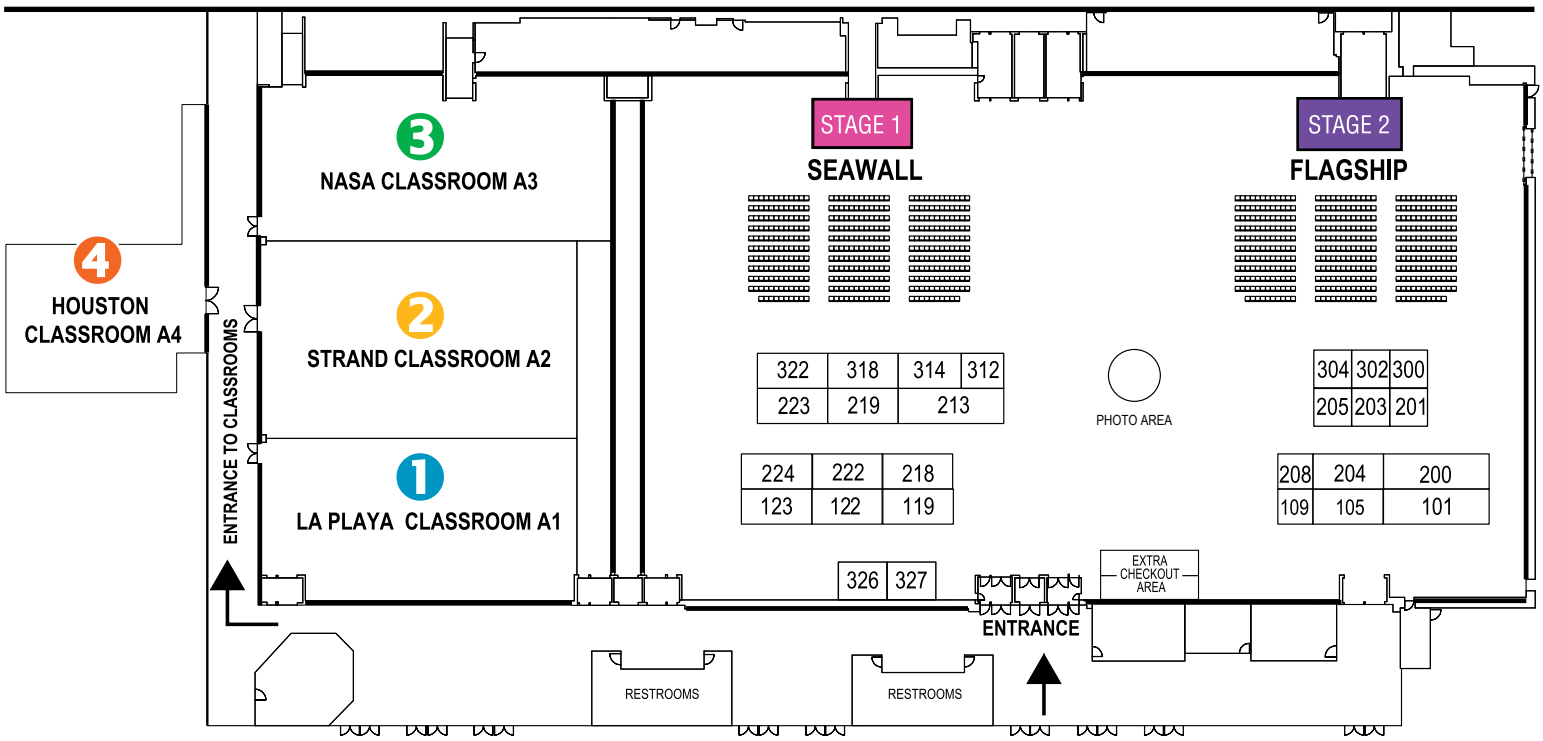 STAGE 1
SEAWALL
STAGE 2
FLAGSHIP
3
NASA CLASSROOM A3
4
HOUSTON
CLASSROOM A4
2
STRAND CLASSROOM A2
1
LA PLAYA CLASSROOM A1
ENTRANCE TO CLASSROOMS
322 318 314 312
223 219 213
224 222 218
123 122 119
326 327
PHOTO AREA
304 302 300
205 203 201
208 204 200
109 105 101
EXTRA
CHECKOUT
AREA
ENTRANCE
RESTROOMS
RESTROOMS